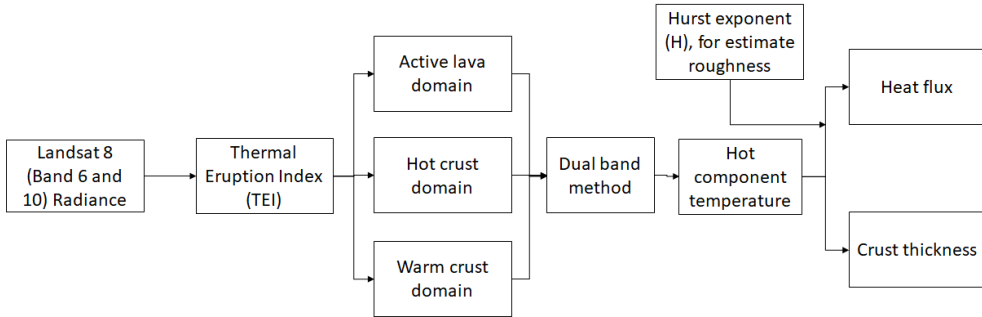 Landsat 8
(Band 6 and
10) Radiance
Thermal
Eruption Index
(TEI)
Active lava
domain
Hot crust
domain
Warm crust
domain
Dual band
method
Hurst exponent
(H), for estimate
roughness
Hot
component
temperature
Heat flux
Crust thickness